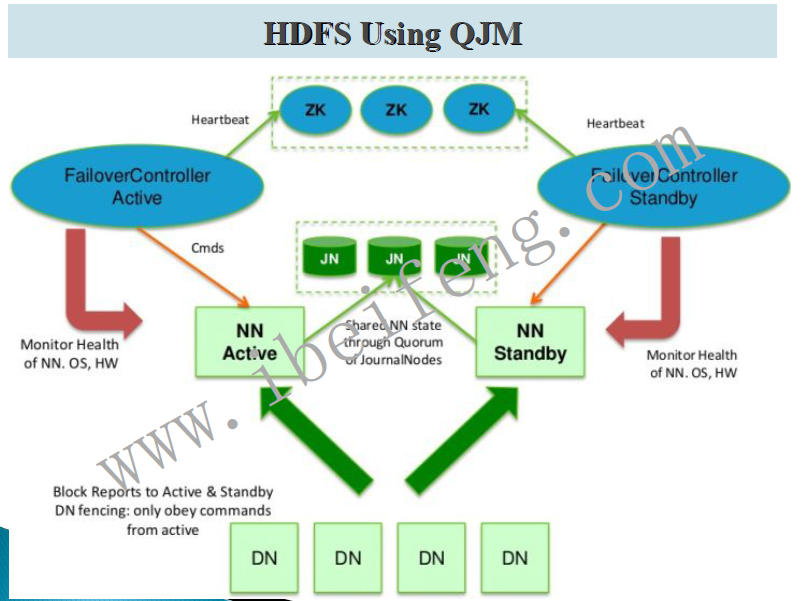 HDFS Using QJM
ZK
ZK
ZK
Heartbeat
Heartbeat
FailoverController
Active
FailoverController
Standby
Cmds
JN
JN
JN
NN
Active
Shared NN state
through Quorum
of JournalNodes
NN
Standby
Monitor Health
of NN. OS, HW
Monitor Health
of NN. OS, HW
Block Reports to Active & Standby
DN fencing: only obey commands
from active
DN
DN
DN
DN
www.ibeifeng.com